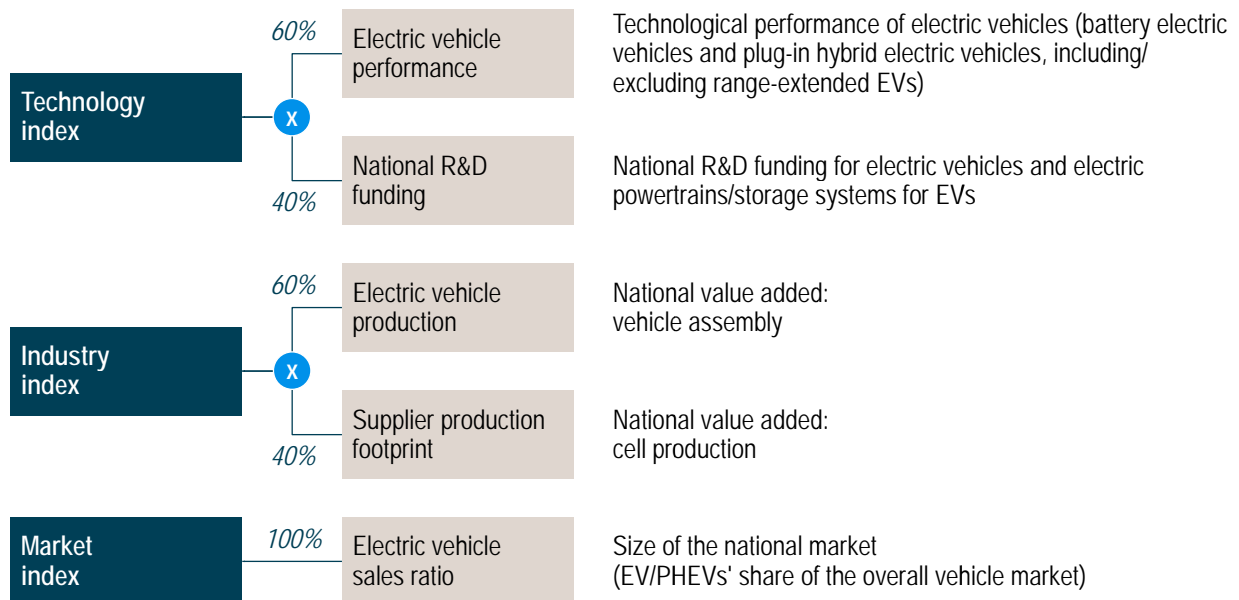 60%
Electric vehicle
performance
Technological performance of electric vehicles (battery electric
vehicles and plug-in hybrid electric vehicles, including/
excluding range-extended EVs)
Technology
index
X
40%
National R&D
funding
National R&D funding for electric vehicles and electric
powertrains/storage systems for EVs
60%
Electric vehicle
production
National value added:
vehicle assembly
Industry
index
X
40%
Supplier production
footprint
National value added:
cell production
Market
index
100%
Electric vehicle
sales ratio
Size of the national market
(EV/PHEVs' share of the overall vehicle market)